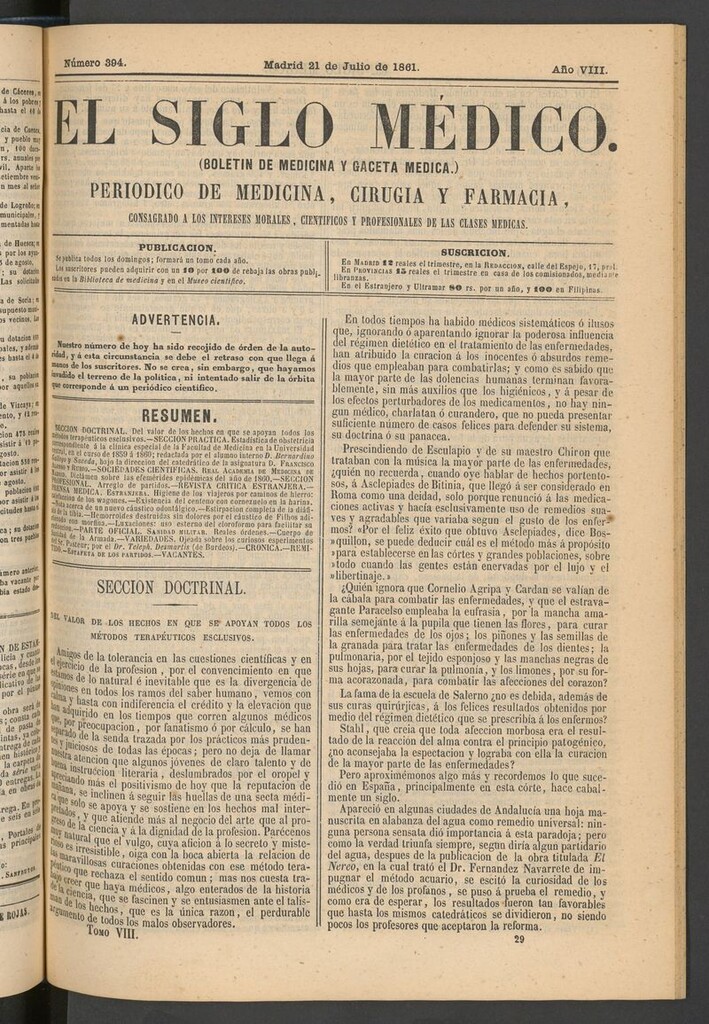 Número 394.
Madrid 21 de Julio de 1861.
Año VIII.
EL SIGLO MÉDICO.
(BOLETIN DE MEDICINA Y GACETA MEDICA.)
PERIODICO DE MEDICINA, CIRUGIA Y FARMACIA,
CONSAGRADO A LOS INTERESES MORALES, CIENTIFICOS Y PROFESIONALES DE LAS CLASES MEDICAS.
PUBLICACION.
Se publica todos los domingos; formará un tomo cada año.
Los suscritores pueden adquirir con un 10 por 100 de rebaja las obras publi-
cadas en la Biblioteca de medicina y en el Museo científico.
SUSCRICION.
En Madrid 12 reales el trimestre, en la Redaccion, calle del Espejo, 17, pral.
En Provincias 15 reales el trimestre en casa de los comisionados, mediante
libranzas.
En el Estranjero y Ultramar 80 rs. por un año, y 100 en Filipinas.
ADVERTENCIA.
Nuestro número de hoy ha sido recojido de órden de la auto-
ridad, y á esta circunstancia se debe el retraso con que llega á
manos de los suscritores. No se crea, sin embargo, que hayamos
invadido el terreno de la política, ni intentado salir de la órbita
que corresponde á un periódico científico.
RESUMEN.
SECCION DOCTRINAL. Del valor de los hechos en que se apoyan todos los
métodos terapéuticos esclusivos.—SECCION PRACTICA. Estadística de obstetricia
correspondiente á la clínica especial de la Facultad de Medicina en la Universidad
central, en el curso de 1859 á 1860; redactada por el alumno interno D. Bernardino
Gallego y Saceda, bajo la direccion del catedrático de la asignatura D. Francisco
Alonso y Rubio.—SOCIEDADES CIENTIFICAS. Real Academia de Medicina de
Madrid. Dictámen sobre las efemérides epidémicas del año de 1860.—SECCION
PROFESIONAL. Arreglo de partidos.—REVISTA CRITICA ESTRANJERA.—
PRENSA MEDICA. Estranjera. Higiene de los viajeros por caminos de hierro:
de los wagones.—Existencia del centeno con cornezuelo en la harina.
—Nota acerca de un nuevo cáustico odontálgico.—Estirpacion completa de la diáfi-
sis de la tibia.—Hemorroides destruidas sin dolores por el cáustico de Filhos adi-
cionado con morfina.—Laxaciones: uso esterno del cloroformo para facilitar su
reduccion.—PARTE OFICIAL. Sanidad militar. Reales órdenes.—Cuerpo de
Sanidad de la Armada.—VARIEDADES. Ojeada sobre los curiosos experimentos
de Mr. Pasteur; por el Dr. Teleph. Desmartis (de Burdeos).—CRONICA.—REMI-
TIDOS.—Escafeta de los partidos.—VACANTES.
SECCION DOCTRINAL.
DEL VALOR DE LOS HECHOS EN QUE SE APOYAN TODOS LOS
MÉTODOS TERAPÉUTICOS ESCLUSIVOS.
Amigos de la tolerancia en las cuestiones científicas y en
el ejercicio de la profesion, por el convencimiento en que
estamos de lo natural é inevitable que es la divergencia de
opiniones en todos los ramos del saber humano, vemos con
calma y hasta con indiferencia el crédito y la elevacion que
han adquirido en los tiempos que corren algunos médicos
que, por preocupacion, por fanatismo ó por cálculo, se han
separado de la senda trazada por los prácticos más pruden-
tes y juiciosos de todas las épocas; pero no deja de llamar
nuestra atencion que algunos jóvenes de claro talento y de
buena instruccion literaria, deslumbrados por el oropel y
apreciando más el positivismo de hoy que la reputacion de
mañana, se inclinen á seguir las huellas de una secta médi-
ca que solo se apoya y se sostiene en los hechos mal inter-
pretados, y que atiende más al negocio del arte que al pro-
greso de la ciencia y á la dignidad de la profesion. Parécenos
muy natural que el vulgo, cuya aficion á lo secreto y miste-
rioso es irresistible, oiga con la boca abierta la relacion de
las maravillosas curaciones obtenidas con ese método tera-
péutico que rechaza el sentido comun; mas nos cuesta tra-
bajo creer que haya médicos, algo enterados de la historia
de la ciencia, que se fascinen y se entusiasmen ante el talis-
man de los hechos, que es la única razon, el perdurable
argumento de todos los malos observadores.
Tomo VIII.
En todos tiempos ha habido médicos sistemáticos ó ilusos
que, ignorando ó aparentando ignorar la poderosa influencia
del régimen dietético en el tratamiento de las enfermedades,
han atribuido la curacion á los inocentes ó absurdos reme-
dios que empleaban para combatirlas; y como es sabido que
la mayor parte de las dolencias humanas terminan favora-
blemente, sin más auxilios que los higiénicos, y á pesar de
los efectos perturbadores de los medicamentos, no hay nin-
gun médico, charlatan ó curandero, que no pueda presentar
suficiente número de casos felices para defender su sistema,
su doctrina ó su panacea.
Prescindiendo de Esculapio y de su maestro Chiron que
trataban con la música la mayor parte de las enfermedades,
¿quién no recuerda, cuando oye hablar de hechos portento-
sos, á Asclepiades de Bitinia, que llegó á ser considerado en
Roma como una deidad, solo porque renunció á las medica-
ciones activas y hacía esclusivamente uso de remedios sua-
ves y agradables que variaba segun el gusto de los enfer-
mos? «Por el feliz éxito que obtuvo Asclepiades, dice Bos-
»quillon, se puede deducir cuál es el método más á propósito
»para establecerse en las córtes y grandes poblaciones, sobre
»todo cuando las gentes están enervadas por el lujo y el
»libertinaje.»
¿Quién ignora que Cornelio Agripa y Cardan se valían de
la cábala para combatir las enfermedades, y que el estrava-
gante Paracelso empleaba la eufrasia, por la mancha ama-
rilla semejante á la pupila que tienen las flores, para curar
las enfermedades de los ojos; los piñones y las semillas de
la granada para tratar las enfermedades de los dientes; la
pulmonaria, por el tejido esponjoso y las manchas negras de
sus hojas, para curar la pulmonía, y los limones, por su for-
ma acorazonada, para combatir las afecciones del corazon?
La fama de la escuela de Salerno ¿no es debida, además de
sus curas quirúrjicas, á los felices resultados obtenidos por
medio del régimen dietético que se prescribía á los enfermos?
Stahl, que creia que toda afeccion morbosa era el resul-
tado de la reaccion del alma contra el principio patogénico,
¿no aconsejaba la espectacion y lograba con ella la curacion
de la mayor parte de las enfermedades?
Pero aproximémonos algo más y recordemos lo que suce-
dió en España, principalmente en esta córte, hace cabal-
mente un siglo.
Apareció en algunas ciudades de Andalucía una hoja ma-
nuscrita en alabanza del agua como remedio universal: nin-
guna persona sensata dió importancia á esta paradoja; pero
como la verdad triunfa siempre, segun diría algun partidario
del agua, despues de la publicacion de la obra titulada El
Nereo, en la cual trató el Dr. Fernandez Navarrete de im-
pugnar el método acuario, se escitó la curiosidad de los
médicos y de los profanos, se puso á prueba el remedio, y
como era de esperar, los resultados fueron tan favorables
que hasta los mismos catedráticos se dividieron, no siendo
pocos los profesores que aceptaron la reforma.
29